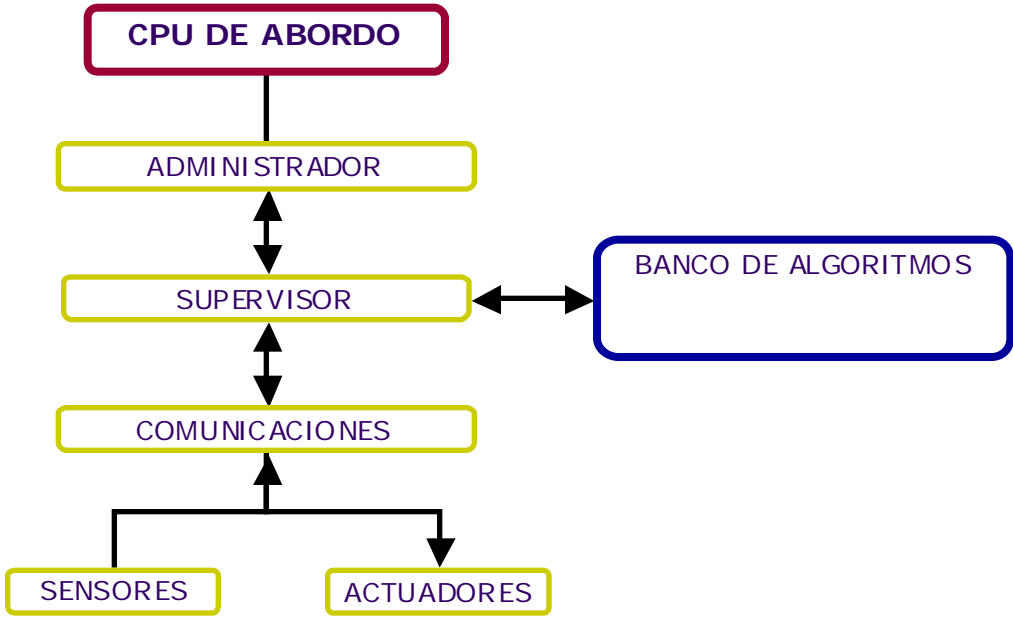 CPU DE ABORDO
ADMINISTRADOR
BANCO DE ALGORITMOS
SUPERVISOR
COMUNICACIONES
SENSORES
ACTUADORES